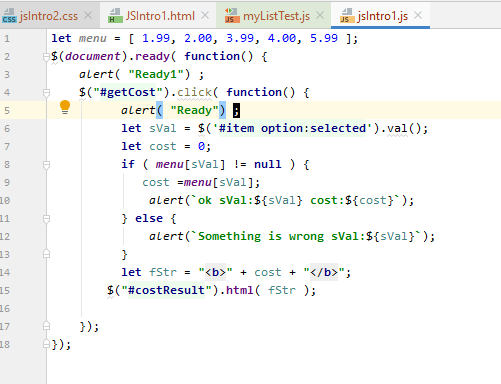 jsIntro2.css × JSIntro1.html × myListTest.js × jsIntro1.js ×
1 let menu = [ 1.99, 2.00, 3.99, 4.00, 5.99 ];
2 $(document).ready( function() {
3 alert( "Ready1") ;
4 $("#getCost").click( function() {
5 alert( "Ready") ;
6 let sVal = $('#item option:selected').val();
7 let cost = 0;
8 if ( menu[sVal] != null ) {
9 cost =menu[sVal];
10 alert(`ok sVal:${sVal} cost:${cost}`);
11 } else {
12 alert(`Something is wrong sVal:${sVal}`);
13 }
14 let fStr = "<b>" + cost + "</b>";
15 $("#costResult").html( fStr );
16
17 });
18 });